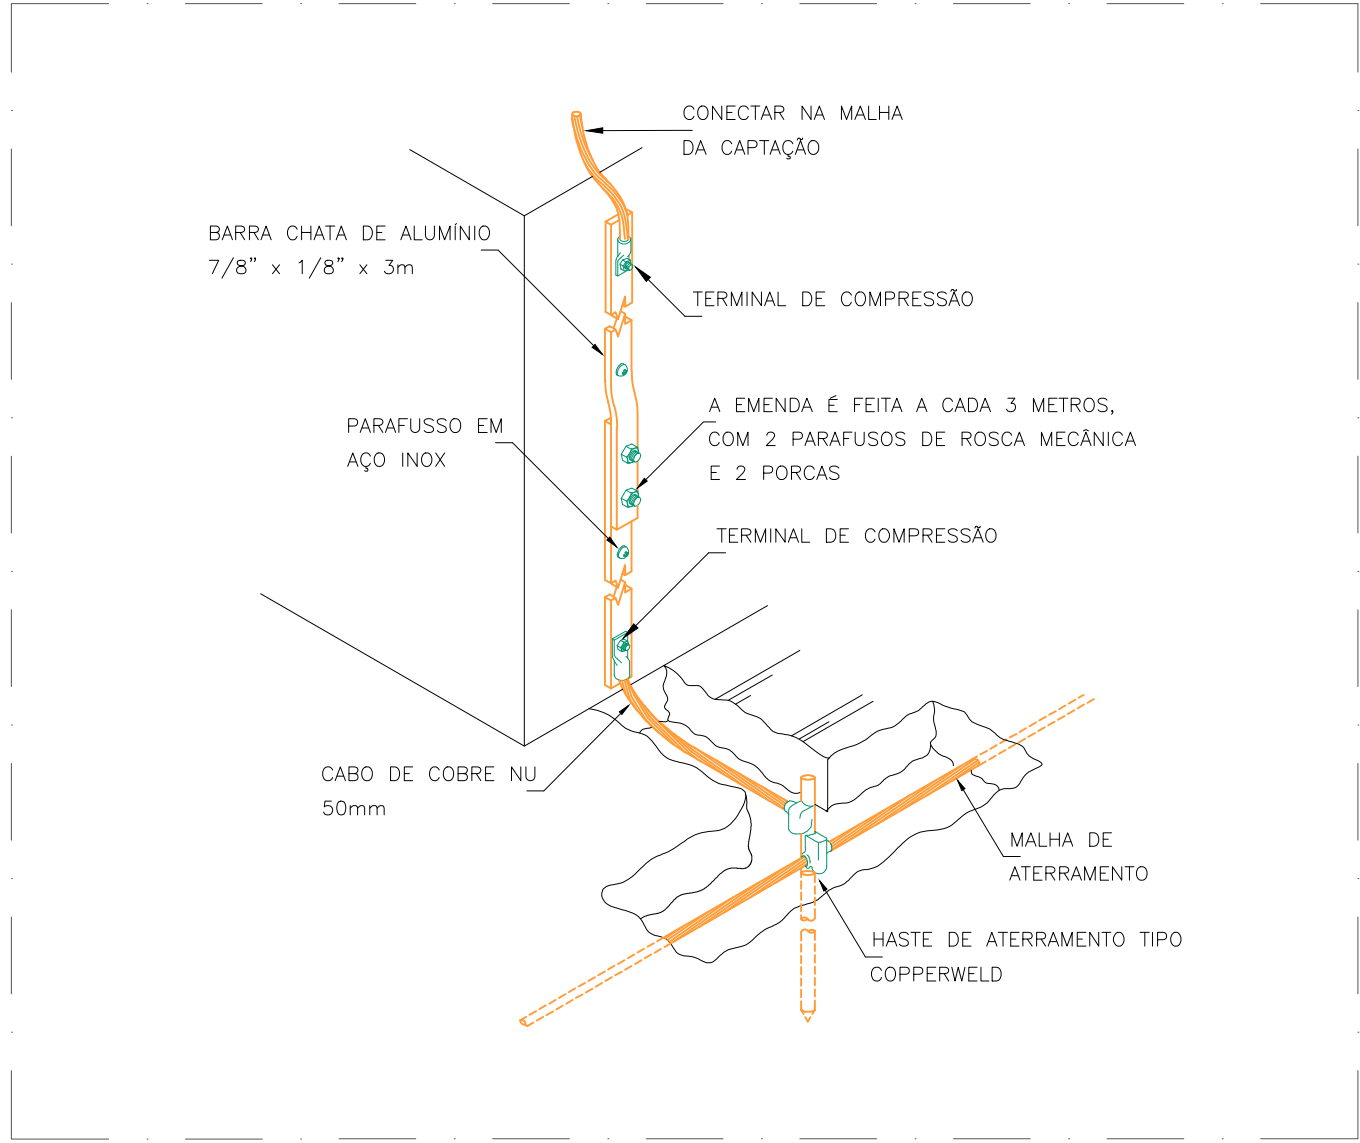 CONECTAR NA MALHA
DA CAPTAÇÃO
BARRA CHATA DE ALUMÍNIO
7/8” x 1/8” x 3m
TERMINAL DE COMPRESSÃO
A EMENDA É FEITA A CADA 3 METROS,
COM 2 PARAFUSOS DE ROSCA MECÂNICA
E 2 PORCAS
PARAFUSSO EM
AÇO INOX
TERMINAL DE COMPRESSÃO
CABO DE COBRE NU
50mm
MALHA DE
ATERRAMENTO
HASTE DE ATERRAMENTO TIPO
COPPERWELD